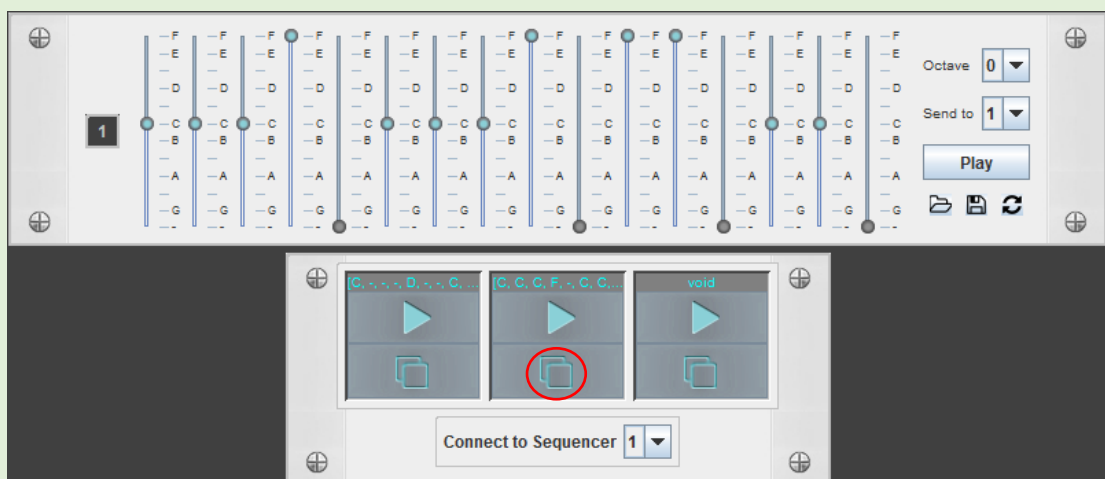 F F F F F F F F F F F F F F F F
E E E E E E E E E E E E E E E E
D D D D D D D D D D D D D D D D
C C C C C C C C C C C C C C C C
B B B B B B B B B B B B B B B B
A A A A A A A A A A A A A A A A
G G G G G G G G G G G G G G G G
- - - - - - - - - - - - - - - -
1
Octave 0
Send to 1
Play
[C, -, -, -, D, -, -, C, ...
[C, C, C, F, -, C, C,...
void
Connect to Sequencer 1